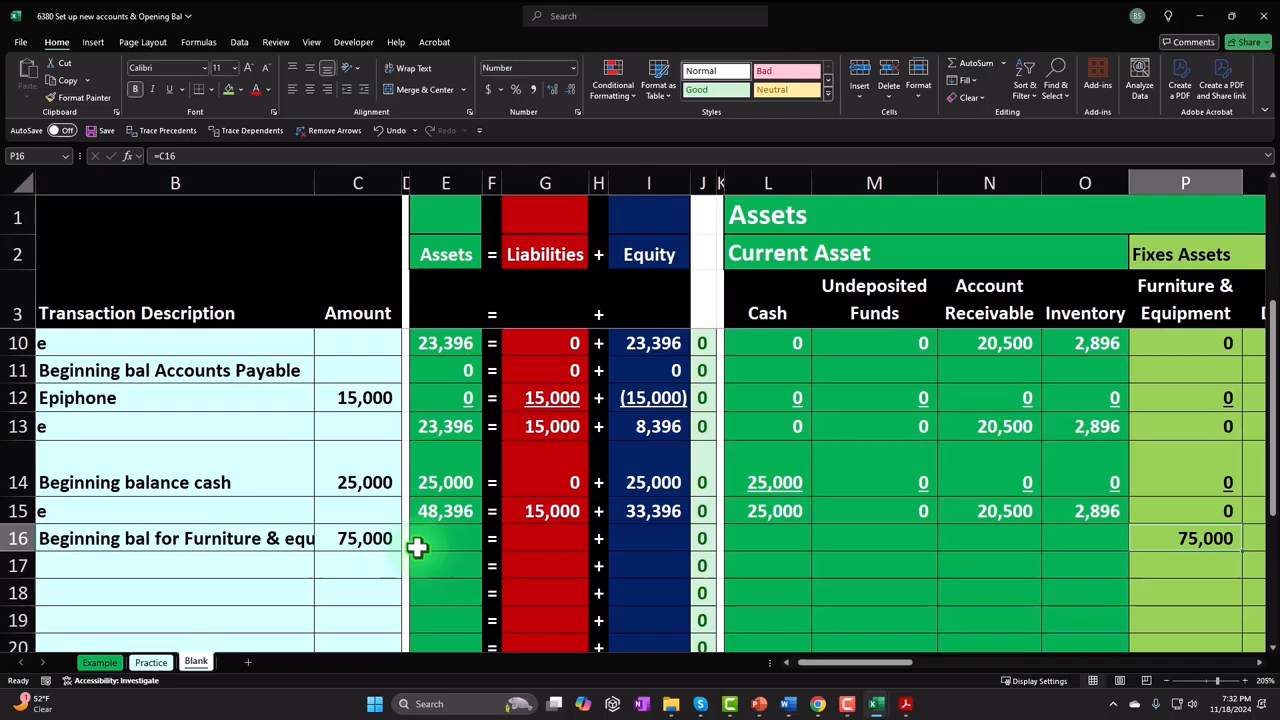 6380 Set up new accounts & Opening Bal
Search
BS
File Home Insert Draw Page Layout Formulas Data Review View Developer Help Acrobat
Comments
Share
Cut
Copy
Format Painter
Clipboard
Calibri 11
B I U
Font
Wrap Text
Merge & Center
Alignment
Number
$ % ,
Number
Conditional Formatting
Format as Table
Normal Bad
Good Neutral
Styles
Insert Delete Format
Cells
AutoSum
Fill
Clear
Sort & Filter
Find & Select
Editing
Add-ins
Add-ins
Analyze Data
Create a PDF
Create a PDF and Share link
Adobe Acrobat
AutoSave Off Save Trace Precedents Trace Dependents Remove Arrows Undo Redo
P16 fx =C16
B C D E F G H I J K L M N O P
1 Assets
2 Assets = Liabilities + Equity Current Asset Fixes Assets
3 Transaction Description Amount = + Cash Undeposited Funds Account Receivable Inventory Furniture & Equipment
10 e 23,396 = 0 + 23,396 0 0 0 20,500 2,896 0
11 Beginning bal Accounts Payable 0 = 0 + 0 0
12 Epiphone 15,000 0 = 15,000 + (15,000) 0 0 0 0 0 0
13 e 23,396 = 15,000 + 8,396 0 0 0 20,500 2,896 0
14 Beginning balance cash 25,000 25,000 = 0 + 25,000 0 25,000 0 0 0 0
15 e 48,396 = 15,000 + 33,396 0 25,000 0 20,500 2,896 0
16 Beginning bal for Furniture & equ 75,000 = + 0 75,000
17 = + 0
18 = + 0
19 = + 0
20 = + 0
Example Practice Blank
Ready Accessibility: Investigate Display Settings 205%
52°F
Clear
Search
7:32 PM
11/18/2024